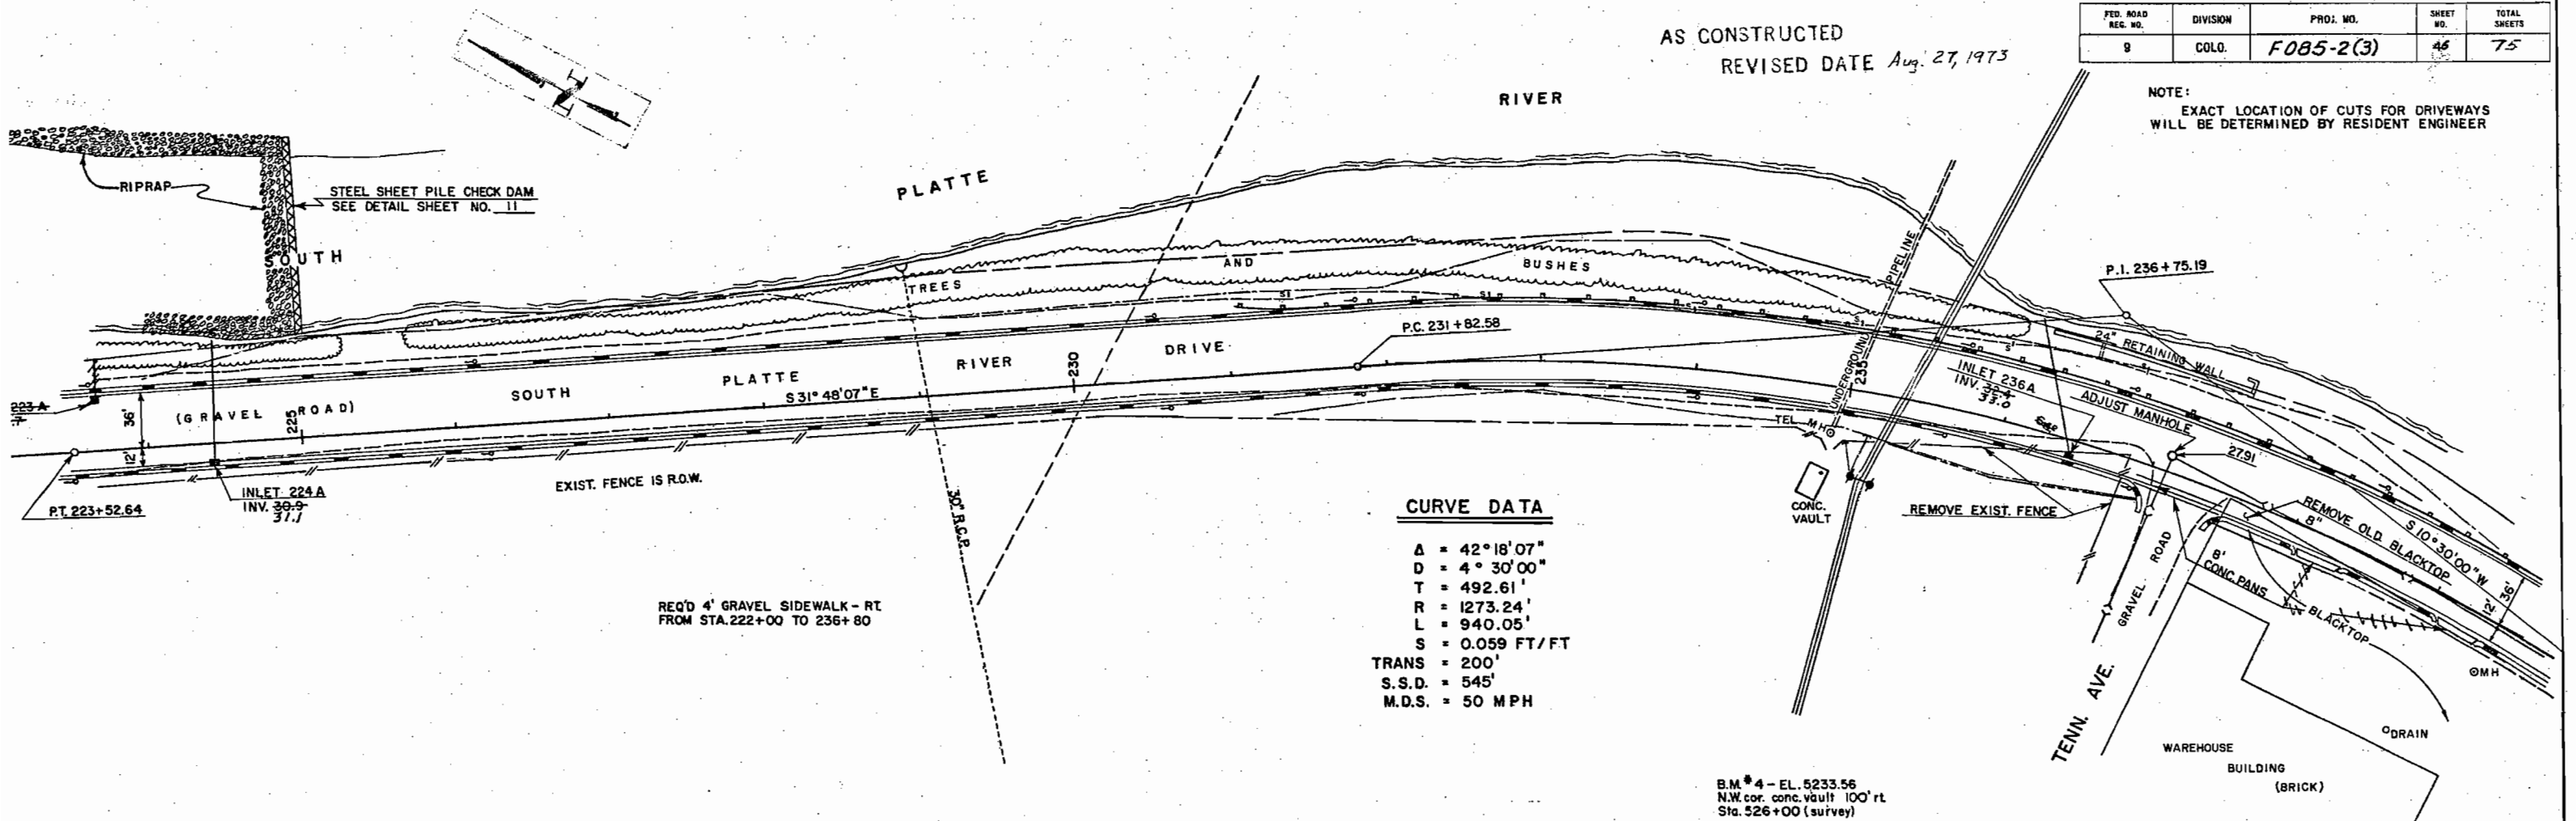 AS CONSTRUCTED
REVISED DATE Aug. 27, 1973
FED. ROAD REG. NO.
DIVISION
PROJ. NO.
SHEET NO.
TOTAL SHEETS
9
COLO.
F085-2(3)
46
75
NOTE:
EXACT LOCATION OF CUTS FOR DRIVEWAYS
WILL BE DETERMINED BY RESIDENT ENGINEER
RIVER
PLATTE
SOUTH
RIPRAP
STEEL SHEET PILE CHECK DAM
SEE DETAIL SHEET NO. 11
TREES
AND
BUSHES
UNDERGROUND PIPELINE
P.I. 236+75.19
P.C. 231+82.58
24" RETAINING WALL
INLET 236A
INV. 32.4
33.0
ADJUST MANHOLE
27.91
223A
36'
12'
(GRAVEL ROAD)
225
SOUTH PLATTE RIVER DRIVE
S 31° 48' 07" E
230
235
P.T. 223+52.64
INLET 224A
INV. 30.9
31.1
EXIST. FENCE IS R.O.W.
30" R.C.P.
TEL. MH
CONC.
VAULT
REMOVE EXIST. FENCE
REMOVE OLD BLACKTOP
8"
S 10° 30' 00" W
36'
12'
8'
CONC. PANS
BLACKTOP
GRAVEL ROAD
TENN. AVE.
MH
DRAIN
WAREHOUSE
BUILDING
(BRICK)
REQ'D 4' GRAVEL SIDEWALK - RT.
FROM STA. 222+00 TO 236+80
CURVE DATA
Δ = 42° 18' 07"
D = 4° 30' 00"
T = 492.61'
R = 1273.24'
L = 940.05'
S = 0.059 FT/FT
TRANS = 200'
S.S.D. = 545'
M.D.S. = 50 MPH
B.M. #4 - EL. 5233.56
N.W. cor. conc. vault 100' rt.
Sta. 526+00 (survey)